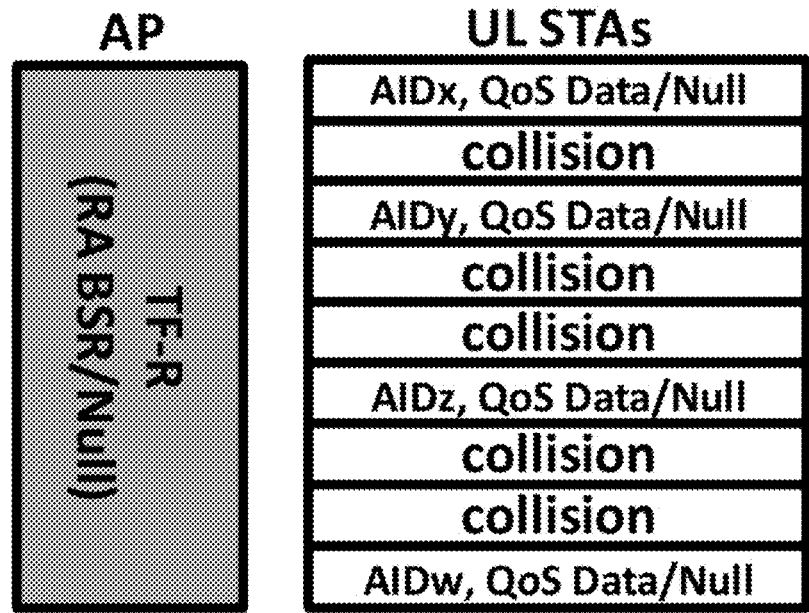 AP
TF-R
(RA BSR/Null)
UL STAs
AIDx, QoS Data/Null
collision
AIDy, QoS Data/Null
collision
collision
AIDz, QoS Data/Null
collision
collision
AIDw, QoS Data/Null